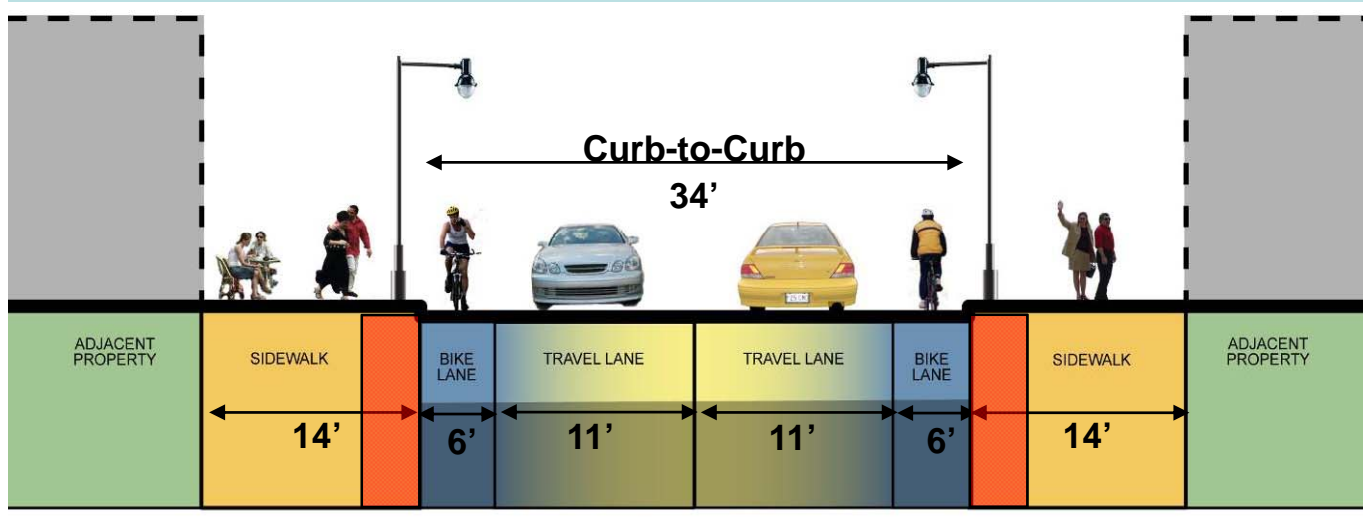 Curb-to-Curb
34’
ADJACENT
PROPERTY
SIDEWALK
BIKE
LANE
TRAVEL LANE
TRAVEL LANE
BIKE
LANE
SIDEWALK
ADJACENT
PROPERTY
14’
6’
11’
11’
6’
14’